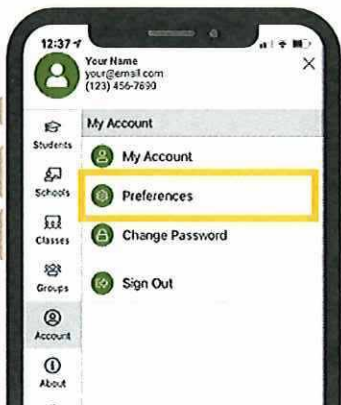 12:37
Your Name
your@email.com
(123) 456-7890
My Account
Students
My Account
Schools
Preferences
Classes
Change Password
Groups
Sign Out
Account
About